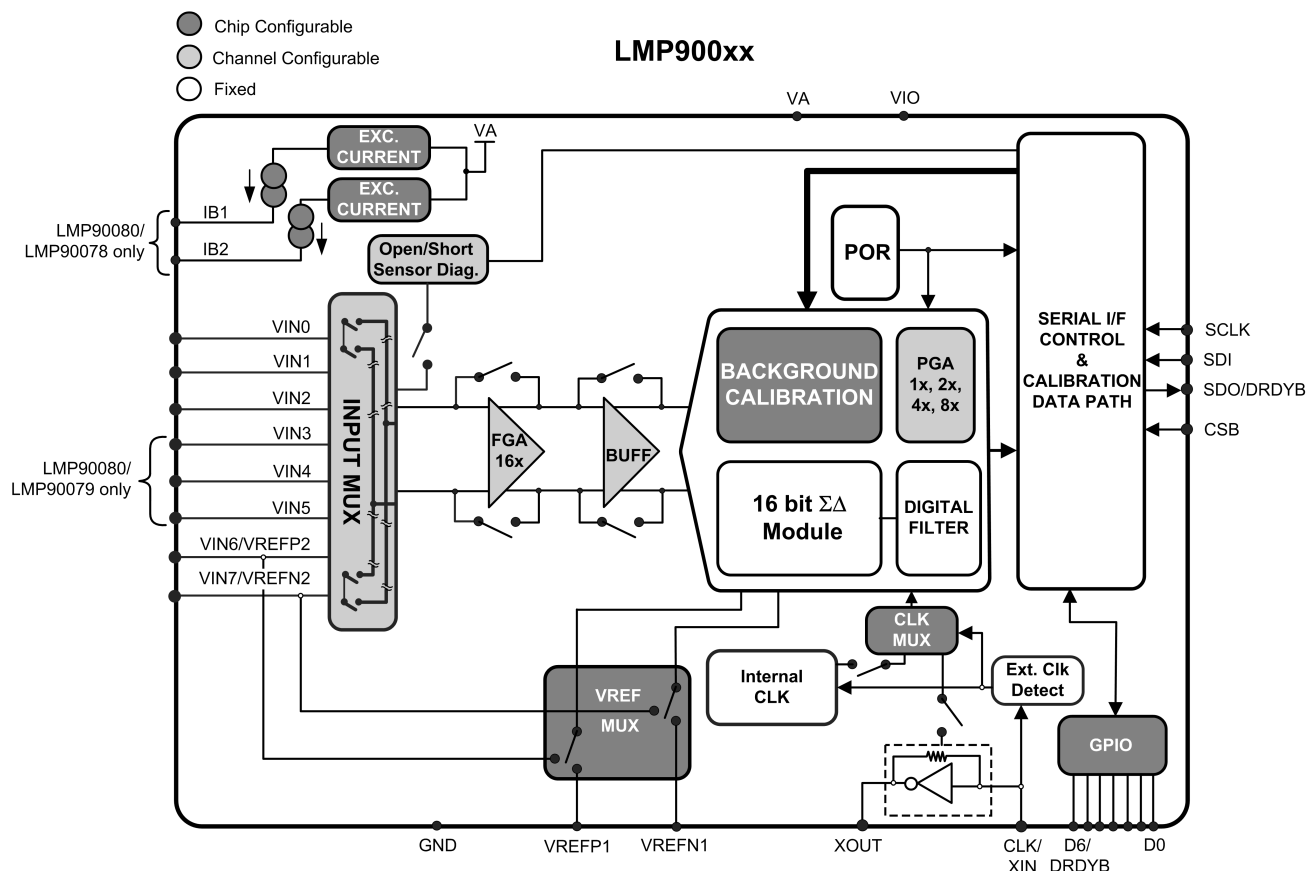 Chip Configurable
Channel Configurable
Fixed
LMP900xx
VA
VIO
EXC.
CURRENT
VA
EXC.
CURRENT
IB1
IB2
LMP90080/
LMP90078 only
Open/Short
Sensor Diag.
POR
VIN0
VIN1
VIN2
VIN3
VIN4
VIN5
VIN6/VREFP2
VIN7/VREFN2
LMP90080/
LMP90079 only
INPUT MUX
FGA
16x
BUFF
BACKGROUND
CALIBRATION
PGA
1x, 2x,
4x, 8x
16 bit ΣΔ
Module
DIGITAL
FILTER
SERIAL I/F
CONTROL
&
CALIBRATION
DATA PATH
SCLK
SDI
SDO/DRDYB
CSB
VREF
MUX
Internal
CLK
CLK
MUX
Ext. Clk
Detect
GPIO
GND
VREFP1
VREFN1
XOUT
CLK/
XIN
D6/
DRDYB
D0